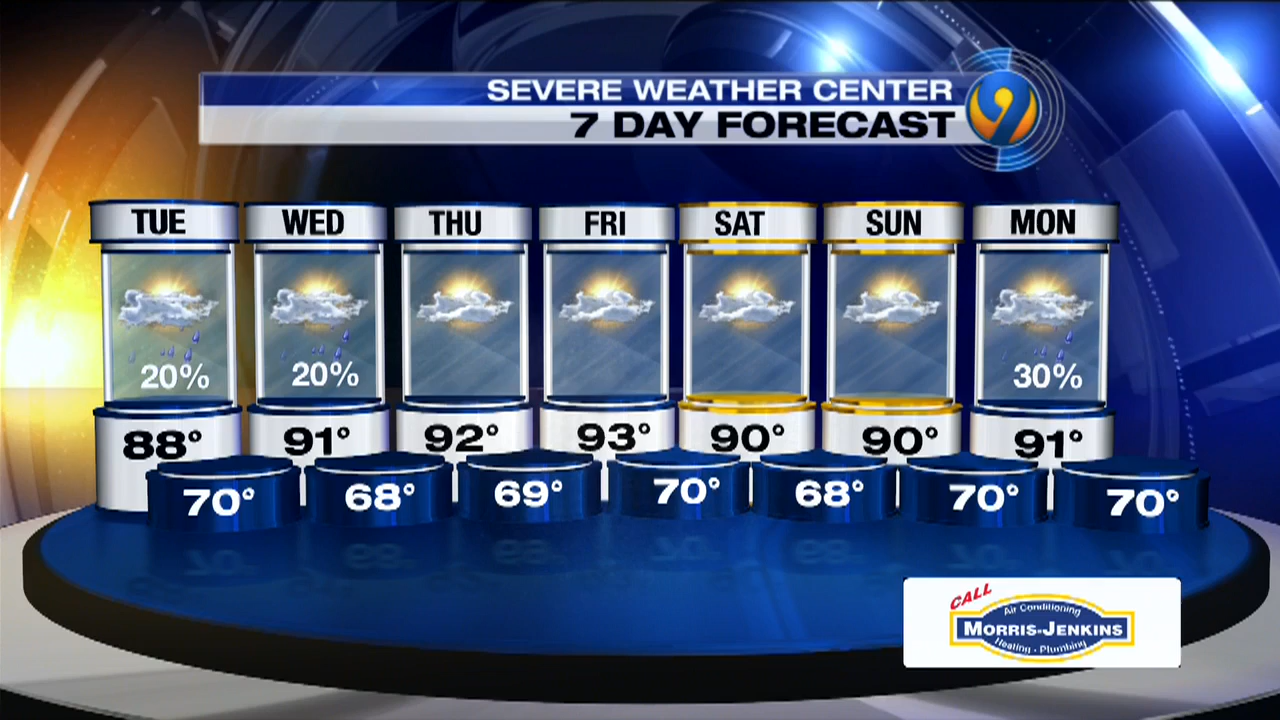 SEVERE WEATHER CENTER
7 DAY FORECAST
9
TUE WED THU FRI SAT SUN MON
20% 20% 30%
88° 91° 92° 93° 90° 90° 91°
70° 68° 69° 70° 68° 70° 70°
CALL
Air Conditioning
MORRIS-JENKINS
Heating - Plumbing